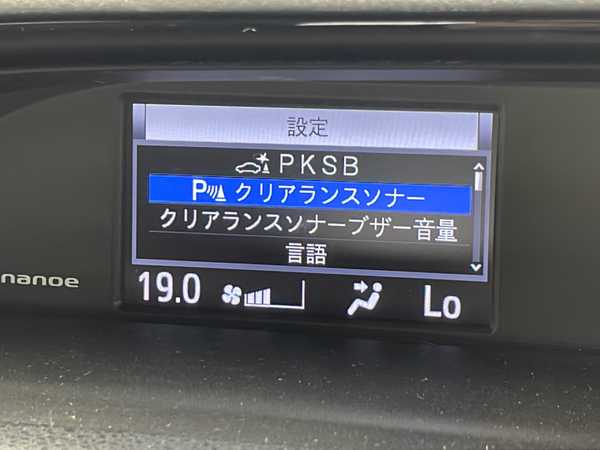 設定
PKSB
P クリアランスソナー
クリアランスソナーブザー音量
言語
nanoe
19.0
Lo